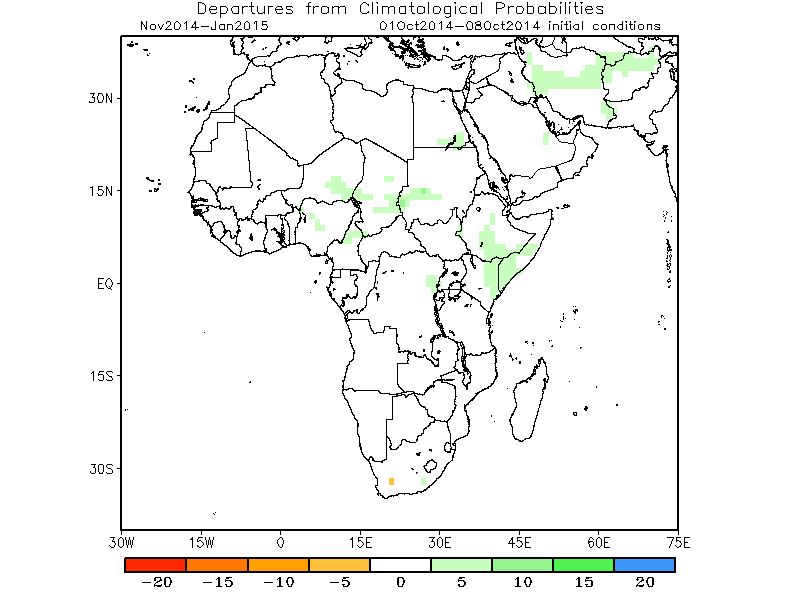 Departures from Climatological Probabilities
Nov2014–Jan2015 01Oct2014–08Oct2014 initial conditions
30N
15N
EQ
15S
30S
30W 15W 0 15E 30E 45E 60E 75E
−20 −15 −10 −5 0 5 10 15 20